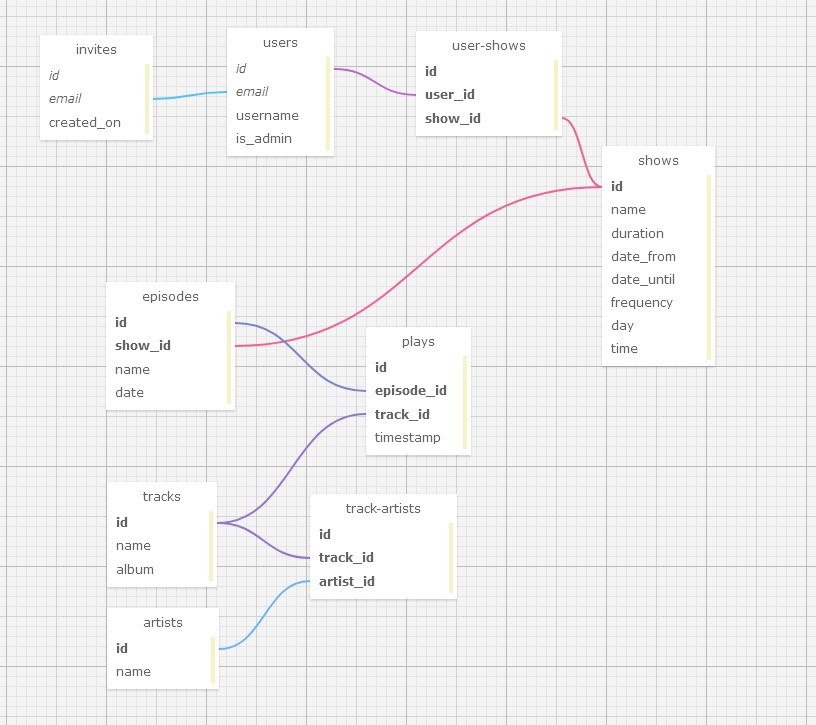 invites
id
email
created_on
users
id
email
username
is_admin
user-shows
id
user_id
show_id
shows
id
name
duration
date_from
date_until
frequency
day
time
episodes
id
show_id
name
date
plays
id
episode_id
track_id
timestamp
tracks
id
name
album
track-artists
id
track_id
artist_id
artists
id
name